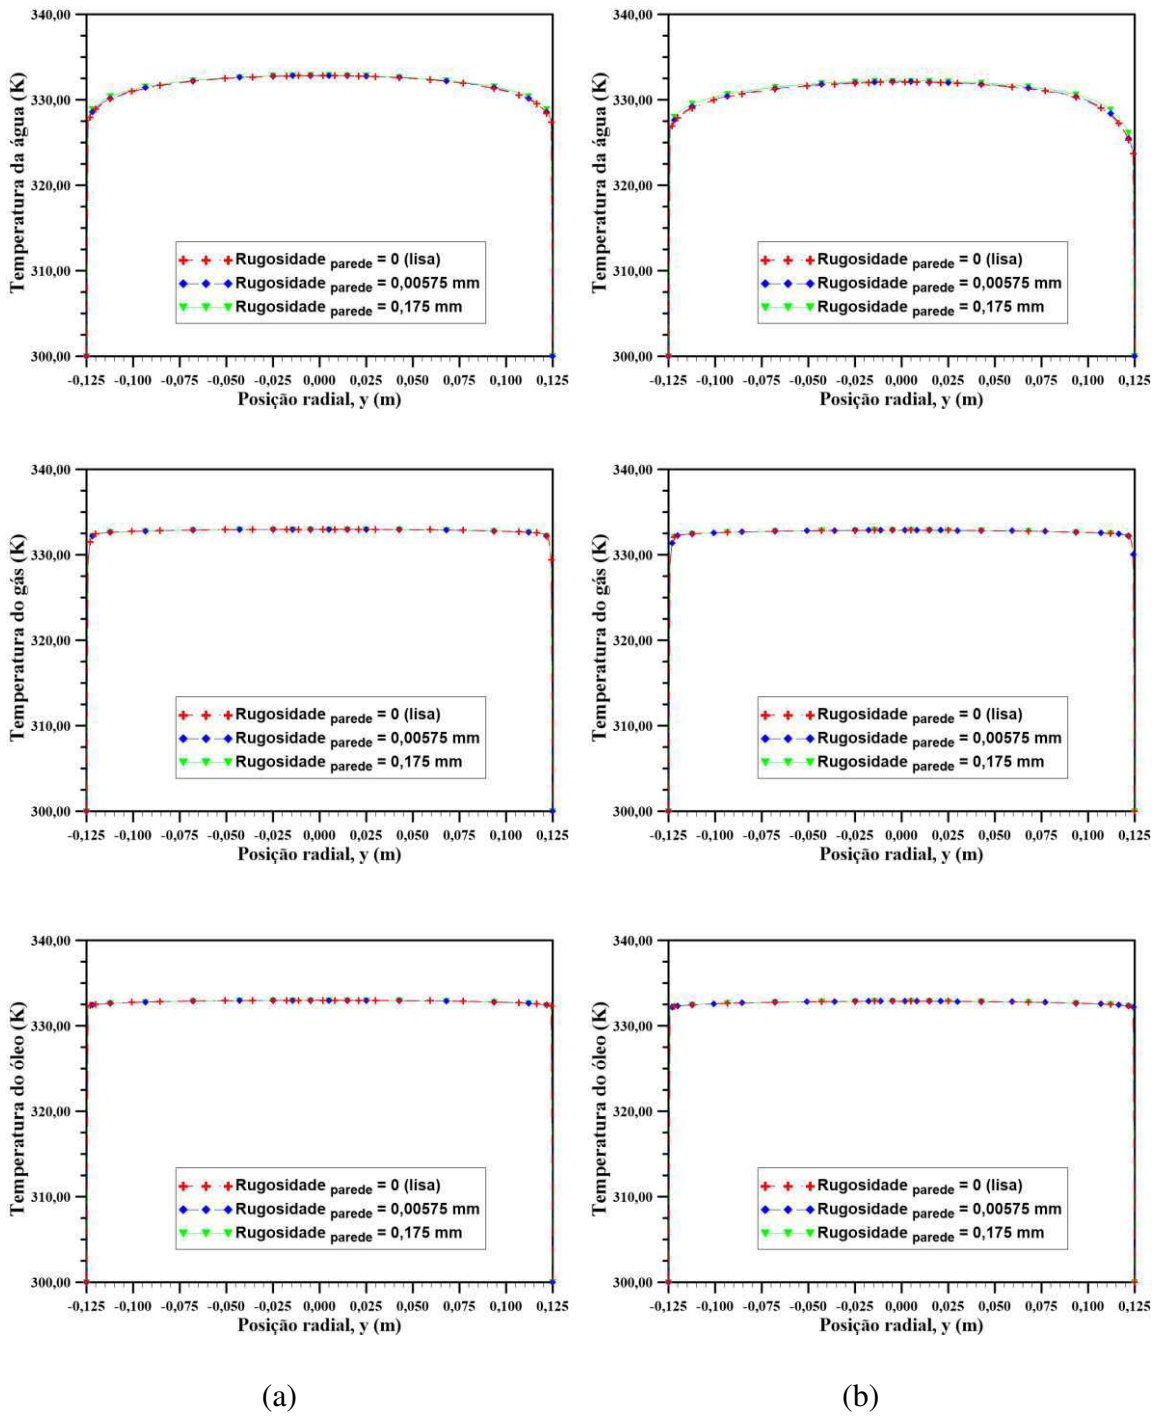 340,00
330,00
320,00
310,00
300,00
Temperatura da água (K)
Rugosidade parede = 0 (lisa)
Rugosidade parede = 0,00575 mm
Rugosidade parede = 0,175 mm
-0,125 -0,100 -0,075 -0,050 -0,025 0,000 0,025 0,050 0,075 0,100 0,125
Posição radial, y (m)
340,00
330,00
320,00
310,00
300,00
Temperatura da água (K)
Rugosidade parede = 0 (lisa)
Rugosidade parede = 0,00575 mm
Rugosidade parede = 0,175 mm
-0,125 -0,100 -0,075 -0,050 -0,025 0,000 0,025 0,050 0,075 0,100 0,125
Posição radial, y (m)
340,00
330,00
320,00
310,00
300,00
Temperatura do gás (K)
Rugosidade parede = 0 (lisa)
Rugosidade parede = 0,00575 mm
Rugosidade parede = 0,175 mm
-0,125 -0,100 -0,075 -0,050 -0,025 0,000 0,025 0,050 0,075 0,100 0,125
Posição radial, y (m)
340,00
330,00
320,00
310,00
300,00
Temperatura do gás (K)
Rugosidade parede = 0 (lisa)
Rugosidade parede = 0,00575 mm
Rugosidade parede = 0,175 mm
-0,125 -0,100 -0,075 -0,050 -0,025 0,000 0,025 0,050 0,075 0,100 0,125
Posição radial, y (m)
340,00
330,00
320,00
310,00
300,00
Temperatura do óleo (K)
Rugosidade parede = 0 (lisa)
Rugosidade parede = 0,00575 mm
Rugosidade parede = 0,175 mm
-0,125 -0,100 -0,075 -0,050 -0,025 0,000 0,025 0,050 0,075 0,100 0,125
Posição radial, y (m)
340,00
330,00
320,00
310,00
300,00
Temperatura do óleo (K)
Rugosidade parede = 0 (lisa)
Rugosidade parede = 0,00575 mm
Rugosidade parede = 0,175 mm
-0,125 -0,100 -0,075 -0,050 -0,025 0,000 0,025 0,050 0,075 0,100 0,125
Posição radial, y (m)
(a)
(b)